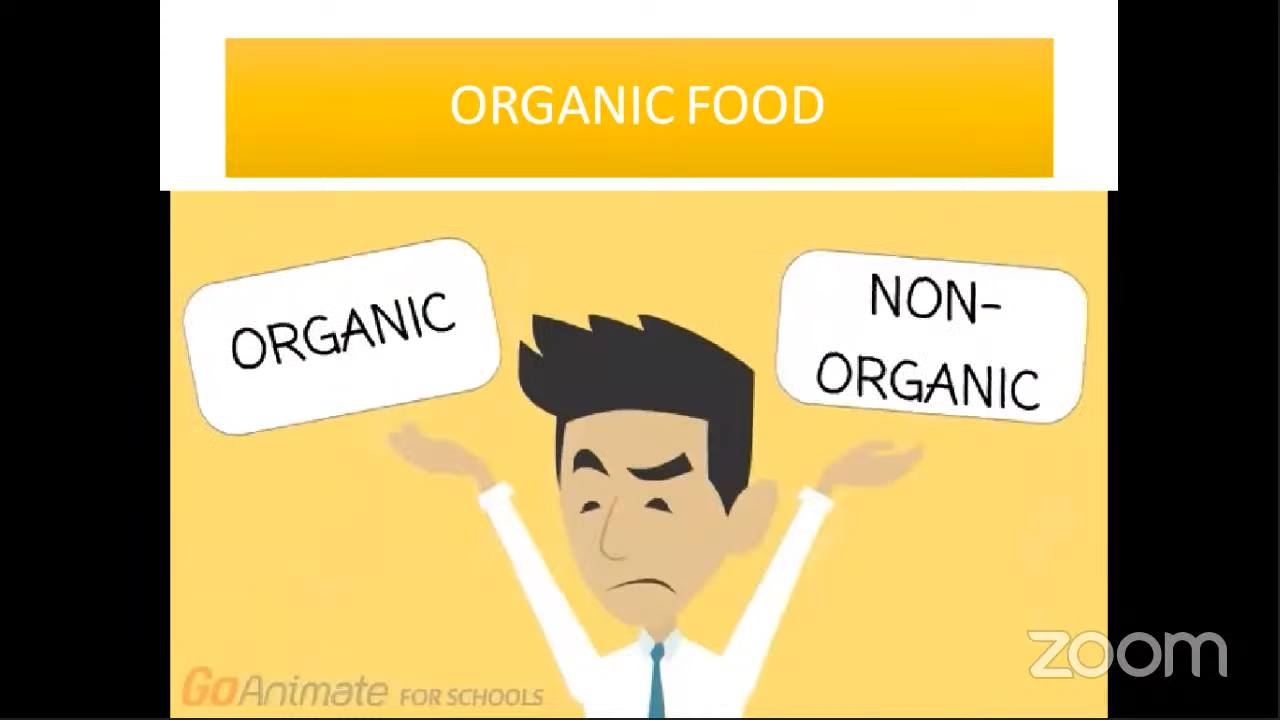 ORGANIC FOOD
ORGANIC
NON-
ORGANIC
GoAnimate FOR SCHOOLS
zoom